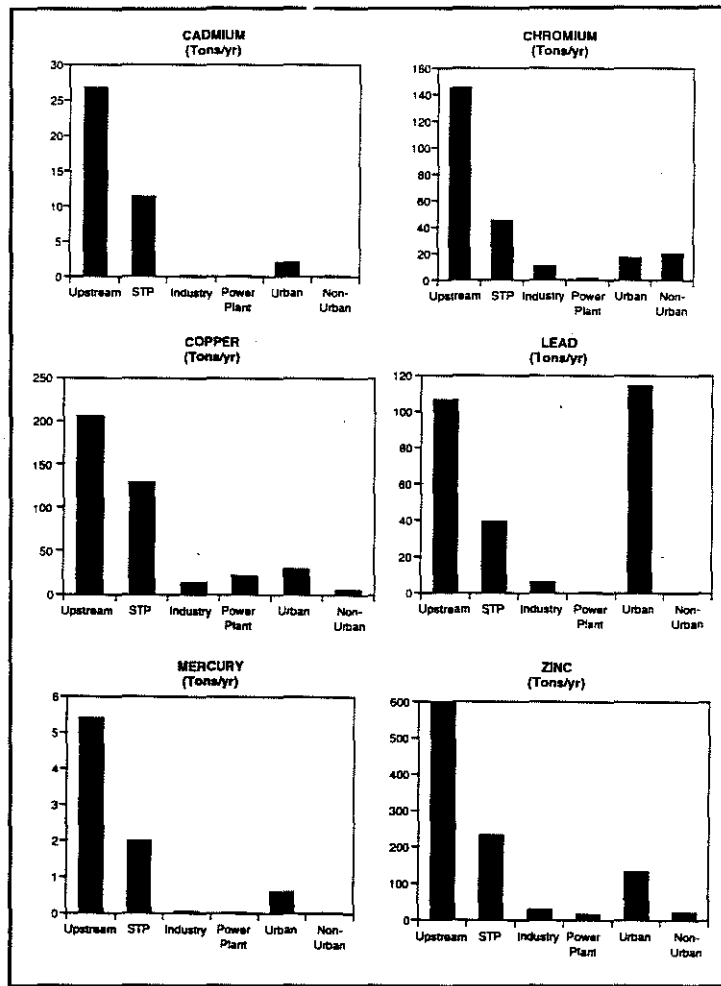 CADMIUM
(Tons/yr)
30
25
20
15
10
5
0
Upstream STP Industry Power Plant Urban Non-Urban
CHROMIUM
(Tons/yr)
160
140
120
100
80
60
40
20
0
Upstream STP Industry Power Plant Urban Non-Urban
COPPER
(Tons/yr)
250
200
150
100
50
0
Upstream STP Industry Power Plant Urban Non-Urban
LEAD
(Tons/yr)
120
100
80
60
40
20
0
Upstream STP Industry Power Plant Urban Non-Urban
MERCURY
(Tons/yr)
6
5
4
3
2
1
0
Upstream STP Industry Power Plant Urban Non-Urban
ZINC
(Tons/yr)
600
500
400
300
200
100
0
Upstream STP Industry Power Plant Urban Non-Urban